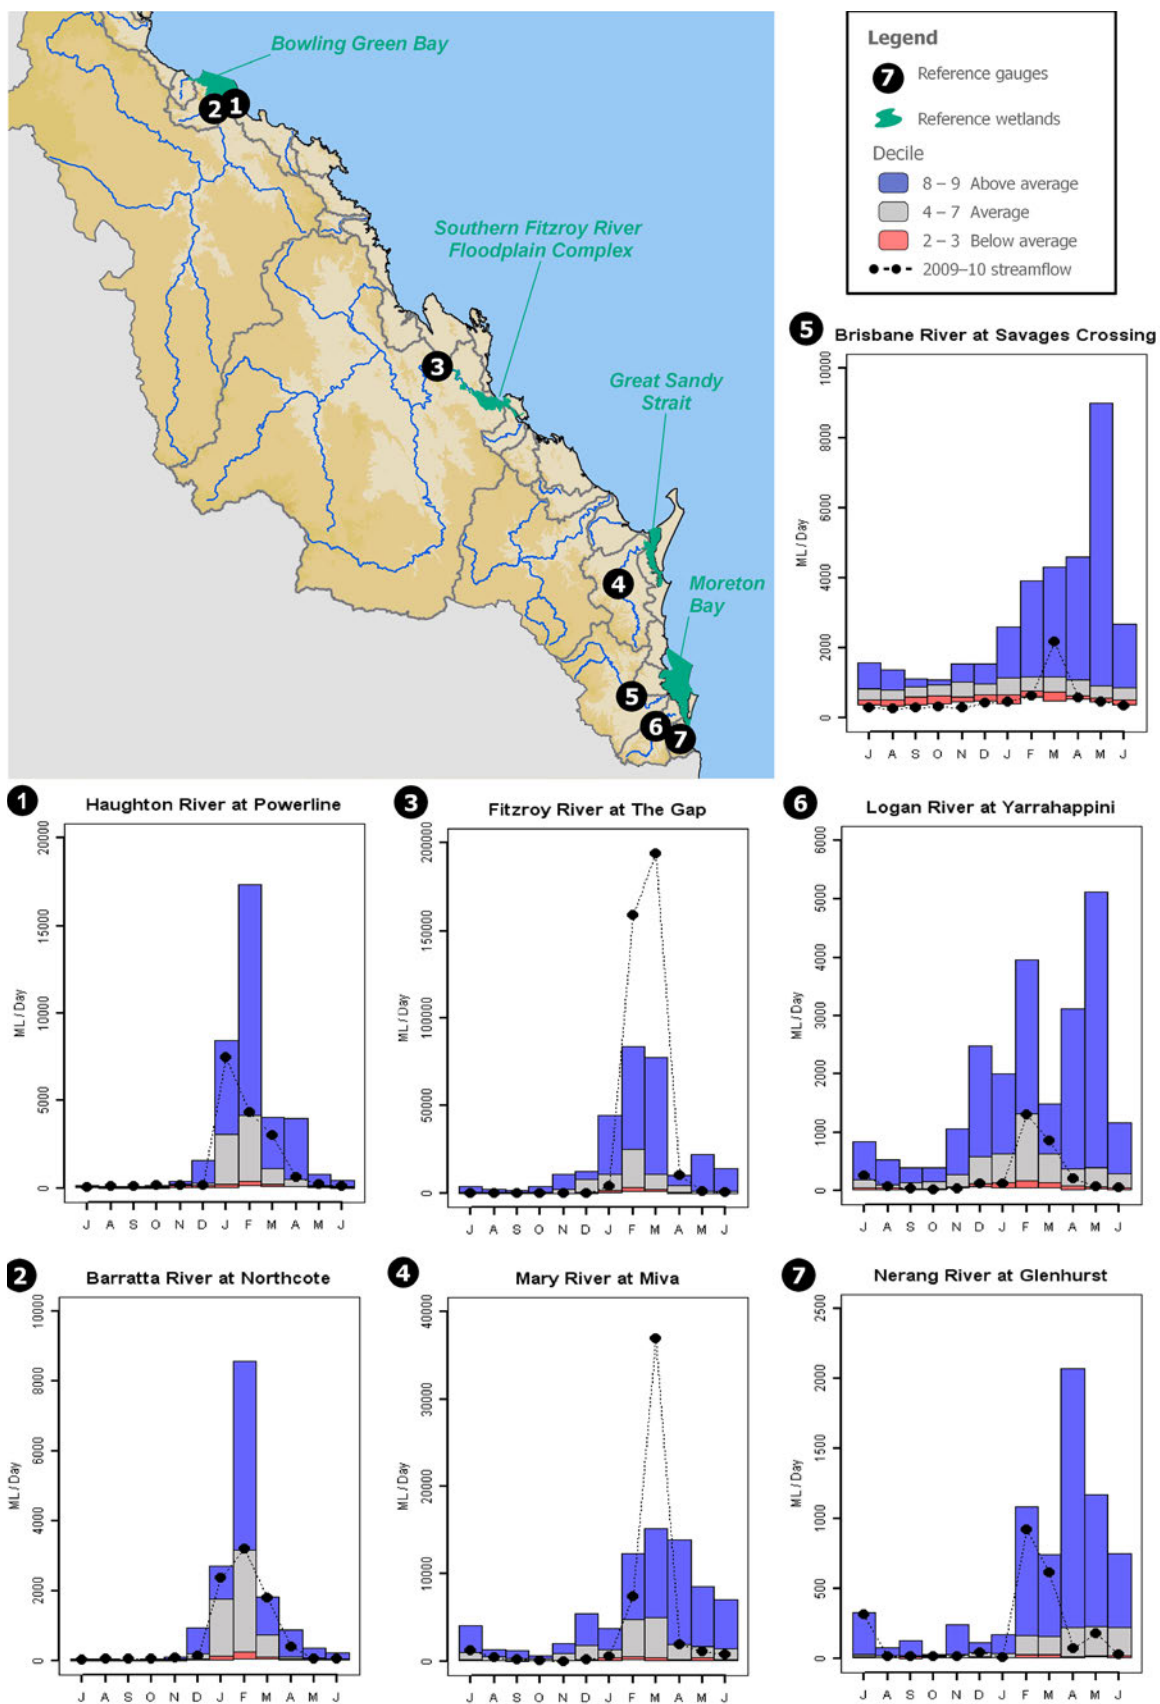 Bowling Green Bay
2
1
Southern Fitzroy River
Floodplain Complex
3
Great Sandy
Strait
4
Moreton
Bay
5
6
7
Legend
7 Reference gauges
Reference wetlands
Decile
8 – 9 Above average
4 – 7 Average
2 – 3 Below average
2009–10 streamflow
5 Brisbane River at Savages Crossing
ML / Day
10000
8000
6000
4000
2000
0
J A S O N D J F M A M J
1 Haughton River at Powerline
ML / Day
20000
15000
10000
5000
0
J A S O N D J F M A M J
3 Fitzroy River at The Gap
ML / Day
200000
150000
100000
50000
0
J A S O N D J F M A M J
6 Logan River at Yarrahappini
ML / Day
6000
5000
4000
3000
2000
1000
0
J A S O N D J F M A M J
2 Barratta River at Northcote
ML / Day
10000
8000
6000
4000
2000
0
J A S O N D J F M A M J
4 Mary River at Miva
ML / Day
40000
30000
20000
10000
0
J A S O N D J F M A M J
7 Nerang River at Glenhurst
ML / Day
2500
2000
1500
1000
500
0
J A S O N D J F M A M J